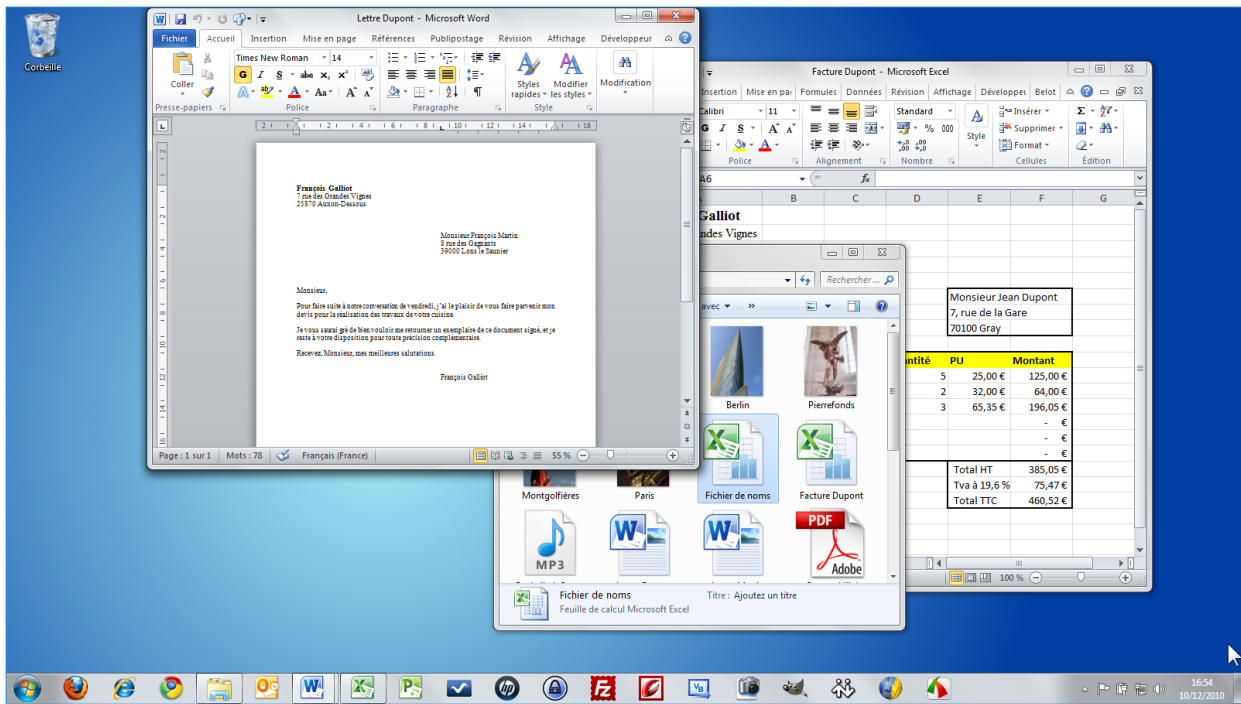 Corbeille
Lettre Dupont - Microsoft Word
Fichier Accueil Insertion Mise en page Références Publipostage Révision Affichage Développeur
Coller
Times New Roman 14
G I S abc x, x² Aa A A
Styles rapides
Modifier les styles
Modification
Presse-papiers Police Paragraphe Style
François Galliot
7 rue des Grandes Vignes
25870 Auxon-Dessous
Monsieur François Martin
8 rue des Gagnants
39000 Lons le Saunier
Monsieur,
Pour faire suite à notre conversation de vendredi, j'ai le plaisir de vous faire parvenir mon
devis pour la réalisation des travaux de votre cuisine.
Je vous saurai gré de bien vouloir me retourner un exemplaire de ce document signé, et je
reste à votre disposition pour toute précision complémentaire.
Recevez, Monsieur, mes meilleures salutations.
François Galliot
Page : 1 sur 1 Mots : 78 Français (France) 55 %
Facture Dupont - Microsoft Excel
Insertion Mise en pa Formules Données Révision Affichage Développeu Belot
Calibri 11
Standard
G S A A
% 000
Style
Insérer
Supprimer
Format
Police Alignement Nombre Cellules Édition
A6 fx
B C D E F G
Galliot
ndes Vignes
Monsieur Jean Dupont
7, rue de la Gare
70100 Gray
ntité PU Montant
5 25,00 € 125,00 €
2 32,00 € 64,00 €
3 65,35 € 196,05 €
- €
- €
- €
Total HT 385,05 €
Tva à 19,6 % 75,47 €
Total TTC 460,52 €
100 %
Rechercher ...
avec »
Berlin Pierrefonds
Montgolfières Paris Fichier de noms Facture Dupont
MP3
PDF
Adobe
Fichier de noms Titre : Ajoutez un titre
Feuille de calcul Microsoft Excel
16:54
10/12/2010